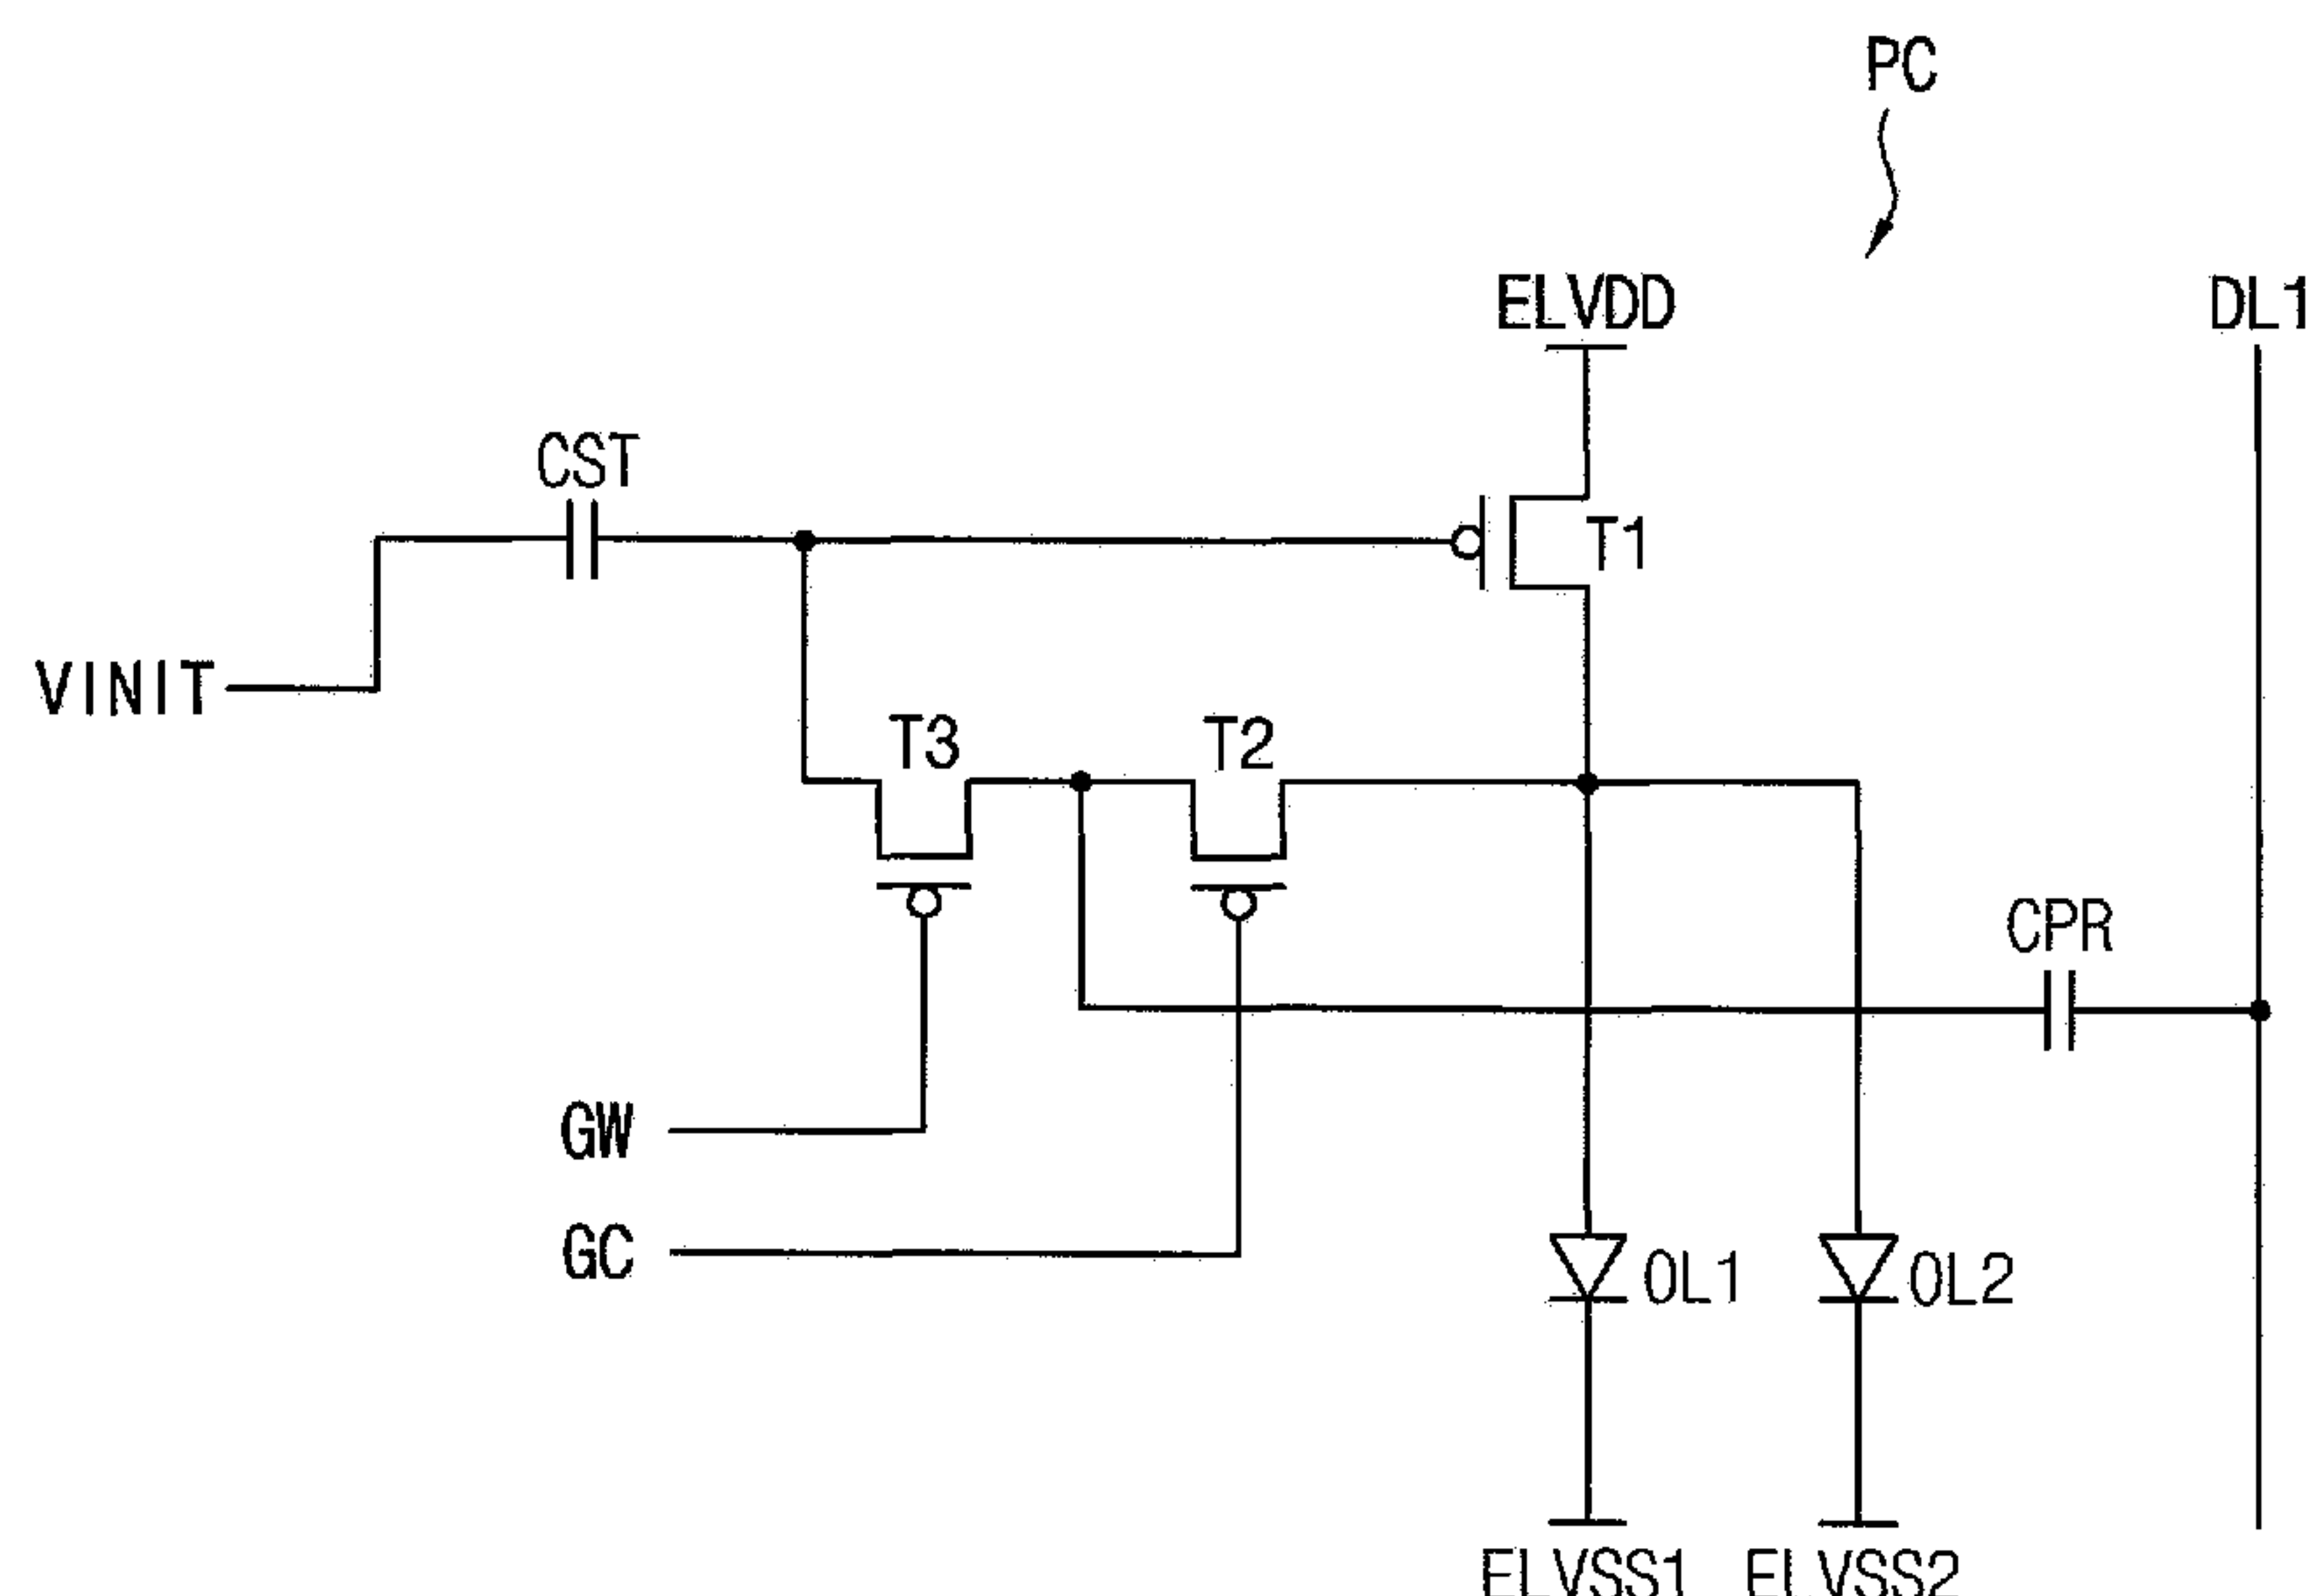 PC
ELVDD
DL1
CST
T1
VINIT
T3
T2
CPR
GW
GC
OL1
OL2
ELVSS1
ELVSS2